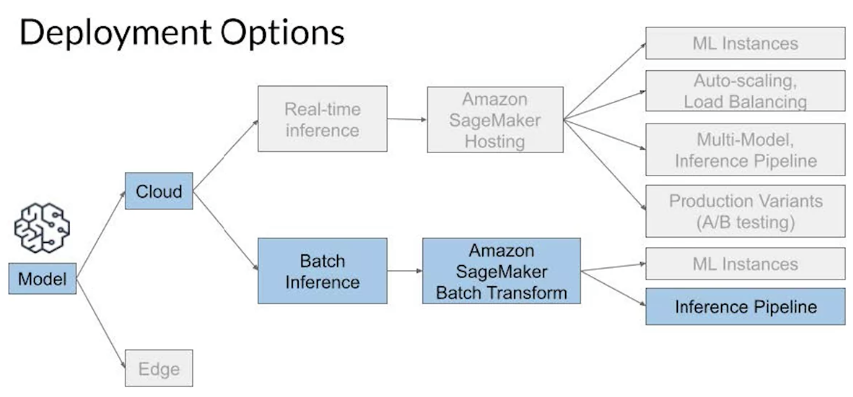 Deployment Options
ML Instances
Auto-scaling,
Load Balancing
Real-time
inference
Amazon
SageMaker
Hosting
Multi-Model,
Inference Pipeline
Cloud
Production Variants
(A/B testing)
Batch
Inference
Amazon
SageMaker
Batch Transform
ML Instances
Model
Inference Pipeline
Edge